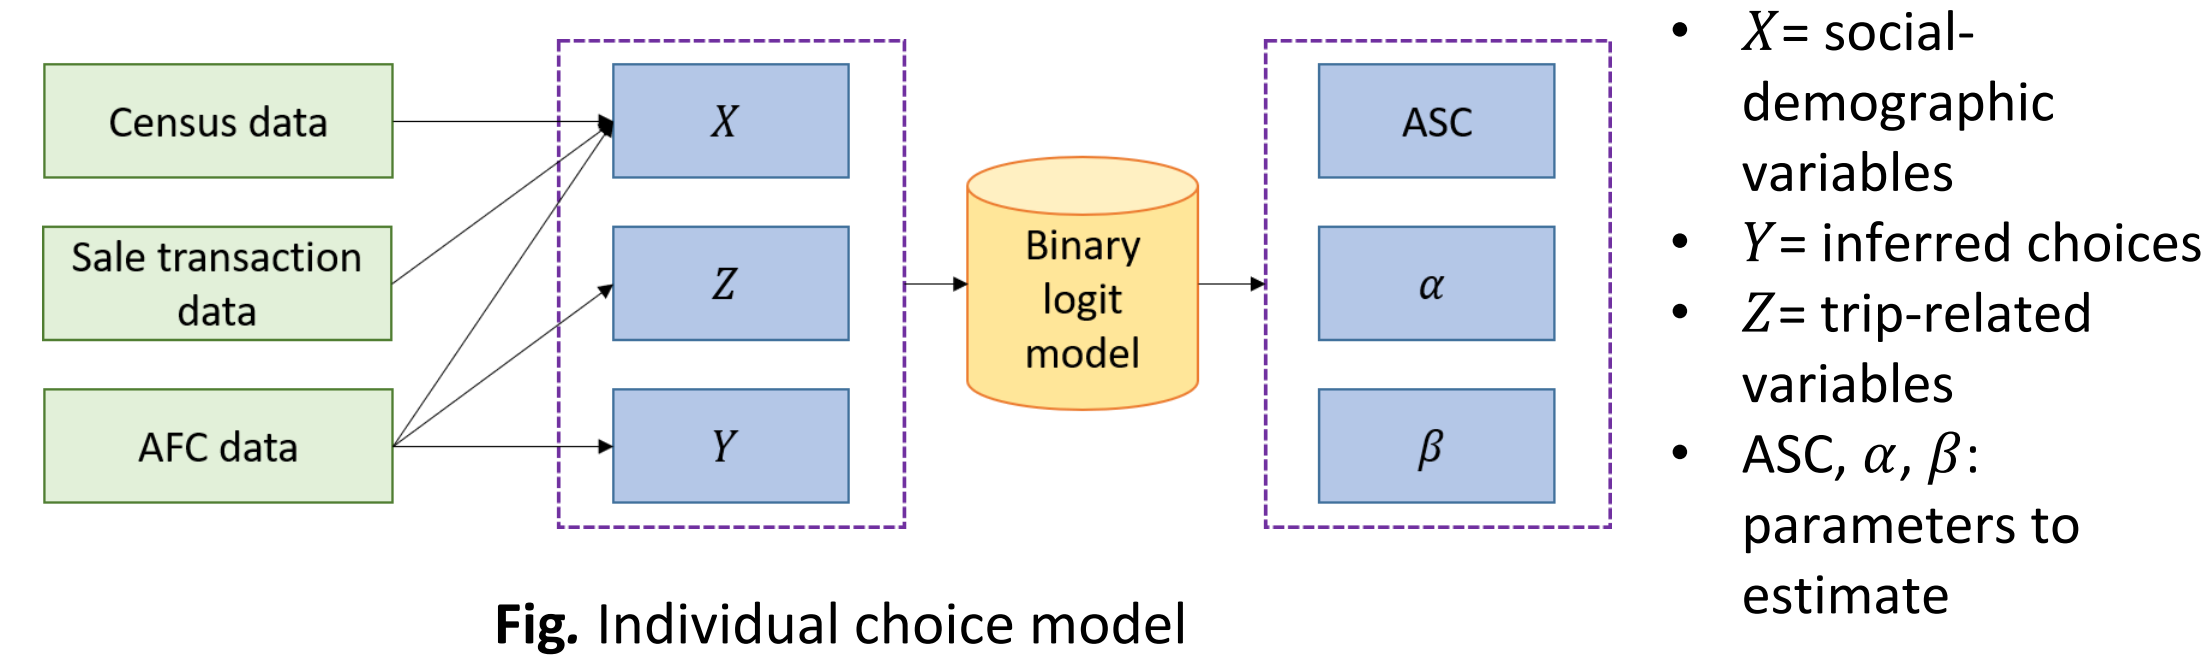 Census data
Sale transaction
data
AFC data
X
Z
Y
Binary
logit
model
ASC
α
β
• X= social-
demographic
variables
• Y= inferred choices
• Z= trip-related
variables
• ASC, α, β:
parameters to
estimate
Fig. Individual choice model